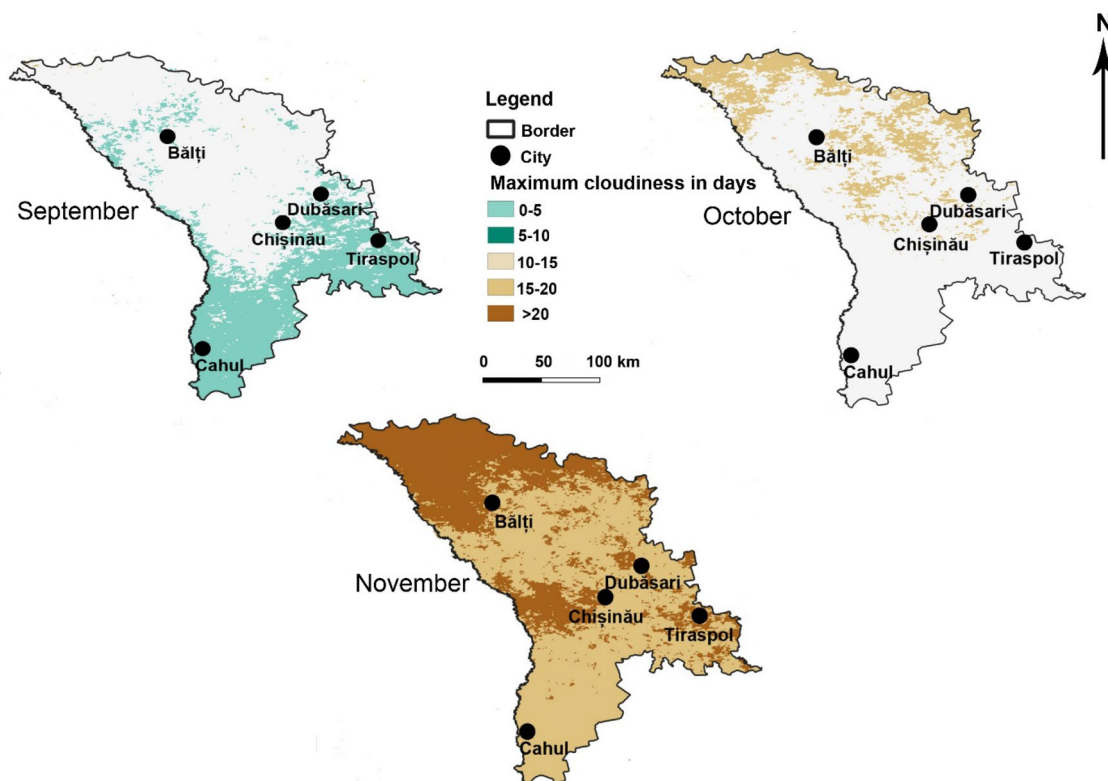 N
September
Bălți
Dubăsari
Chișinău
Tiraspol
Cahul
Legend
Border
City
Maximum cloudiness in days
0-5
5-10
10-15
15-20
>20
0 50 100 km
October
Bălți
Dubăsari
Chișinău
Tiraspol
Cahul
November
Bălți
Dubăsari
Chișinău
Tiraspol
Cahul